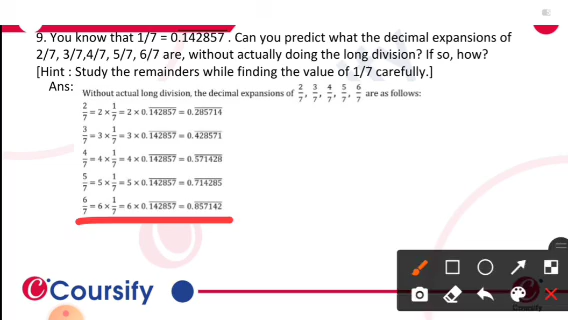 9. You know that 1/7 = 0.142857 . Can you predict what the decimal expansions of
2/7, 3/7,4/7, 5/7, 6/7 are, without actually doing the long division? If so, how?
[Hint : Study the remainders while finding the value of 1/7 carefully.]
Ans:
Without actual long division, the decimal expansions of 2/7, 3/7, 4/7, 5/7, 6/7 are as follows:
2/7 = 2 × 1/7 = 2 × 0.142857 = 0.285714
3/7 = 3 × 1/7 = 3 × 0.142857 = 0.428571
4/7 = 4 × 1/7 = 4 × 0.142857 = 0.571428
5/7 = 5 × 1/7 = 5 × 0.142857 = 0.714285
6/7 = 6 × 1/7 = 6 × 0.142857 = 0.857142
Coursify